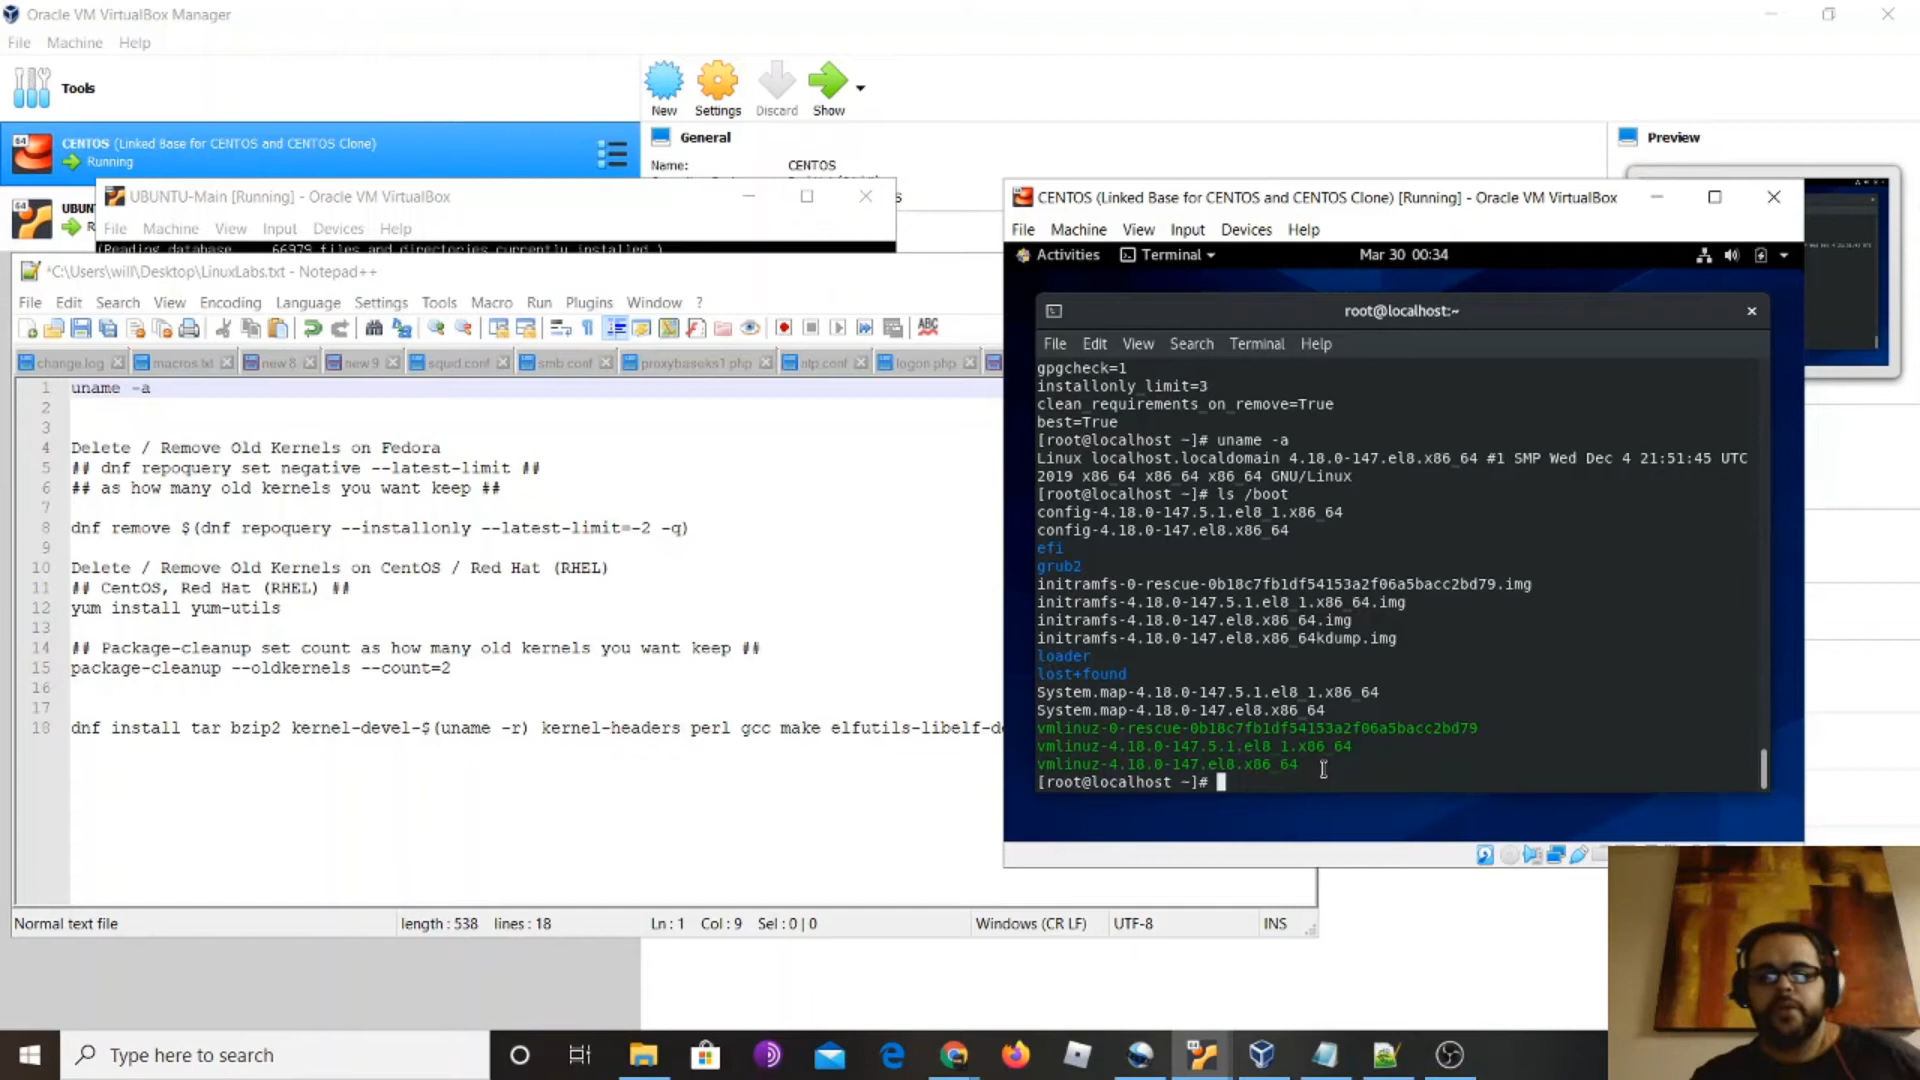 Oracle VM VirtualBox Manager
File Machine Help
Tools
New Settings Discard Show
CENTOS (Linked Base for CENTOS and CENTOS Clone)
Running
General
Name: CENTOS
Preview
UBUNTU-Main [Running] - Oracle VM VirtualBox
File Machine View Input Devices Help
(Reading database 66979 files and directories currently installed.)
*C:\Users\will\Desktop\LinuxLabs.txt - Notepad++
File Edit Search View Encoding Language Settings Tools Macro Run Plugins Window ?
change.log macros.txt new 8 new 9 squid.conf smb.conf proxybaseks1.php ntp.conf logon.php
1 uname -a
2
3
4 Delete / Remove Old Kernels on Fedora
5 ## dnf repoquery set negative --latest-limit ##
6 ## as how many old kernels you want keep ##
7
8 dnf remove $(dnf repoquery --installonly --latest-limit=-2 -q)
9
10 Delete / Remove Old Kernels on CentOS / Red Hat (RHEL)
11 ## CentOS, Red Hat (RHEL) ##
12 yum install yum-utils
13
14 ## Package-cleanup set count as how many old kernels you want keep ##
15 package-cleanup --oldkernels --count=2
16
17
18 dnf install tar bzip2 kernel-devel-$(uname -r) kernel-headers perl gcc make elfutils-libelf-de
Normal text file length : 538 lines : 18 Ln : 1 Col : 9 Sel : 0 | 0 Windows (CR LF) UTF-8 INS
CENTOS (Linked Base for CENTOS and CENTOS Clone) [Running] - Oracle VM VirtualBox
File Machine View Input Devices Help
Activities Terminal Mar 30 00:34
root@localhost:~
File Edit View Search Terminal Help
gpgcheck=1
installonly_limit=3
clean_requirements_on_remove=True
best=True
[root@localhost ~]# uname -a
Linux localhost.localdomain 4.18.0-147.el8.x86_64 #1 SMP Wed Dec 4 21:51:45 UTC
2019 x86_64 x86_64 x86_64 GNU/Linux
[root@localhost ~]# ls /boot
config-4.18.0-147.5.1.el8_1.x86_64
config-4.18.0-147.el8.x86_64
efi
grub2
initramfs-0-rescue-0b18c7fb1df54153a2f06a5bacc2bd79.img
initramfs-4.18.0-147.5.1.el8_1.x86_64.img
initramfs-4.18.0-147.el8.x86_64.img
initramfs-4.18.0-147.el8.x86_64kdump.img
loader
lost+found
System.map-4.18.0-147.5.1.el8_1.x86_64
System.map-4.18.0-147.el8.x86_64
vmlinuz-0-rescue-0b18c7fb1df54153a2f06a5bacc2bd79
vmlinuz-4.18.0-147.5.1.el8_1.x86_64
vmlinuz-4.18.0-147.el8.x86_64
[root@localhost ~]#
Type here to search